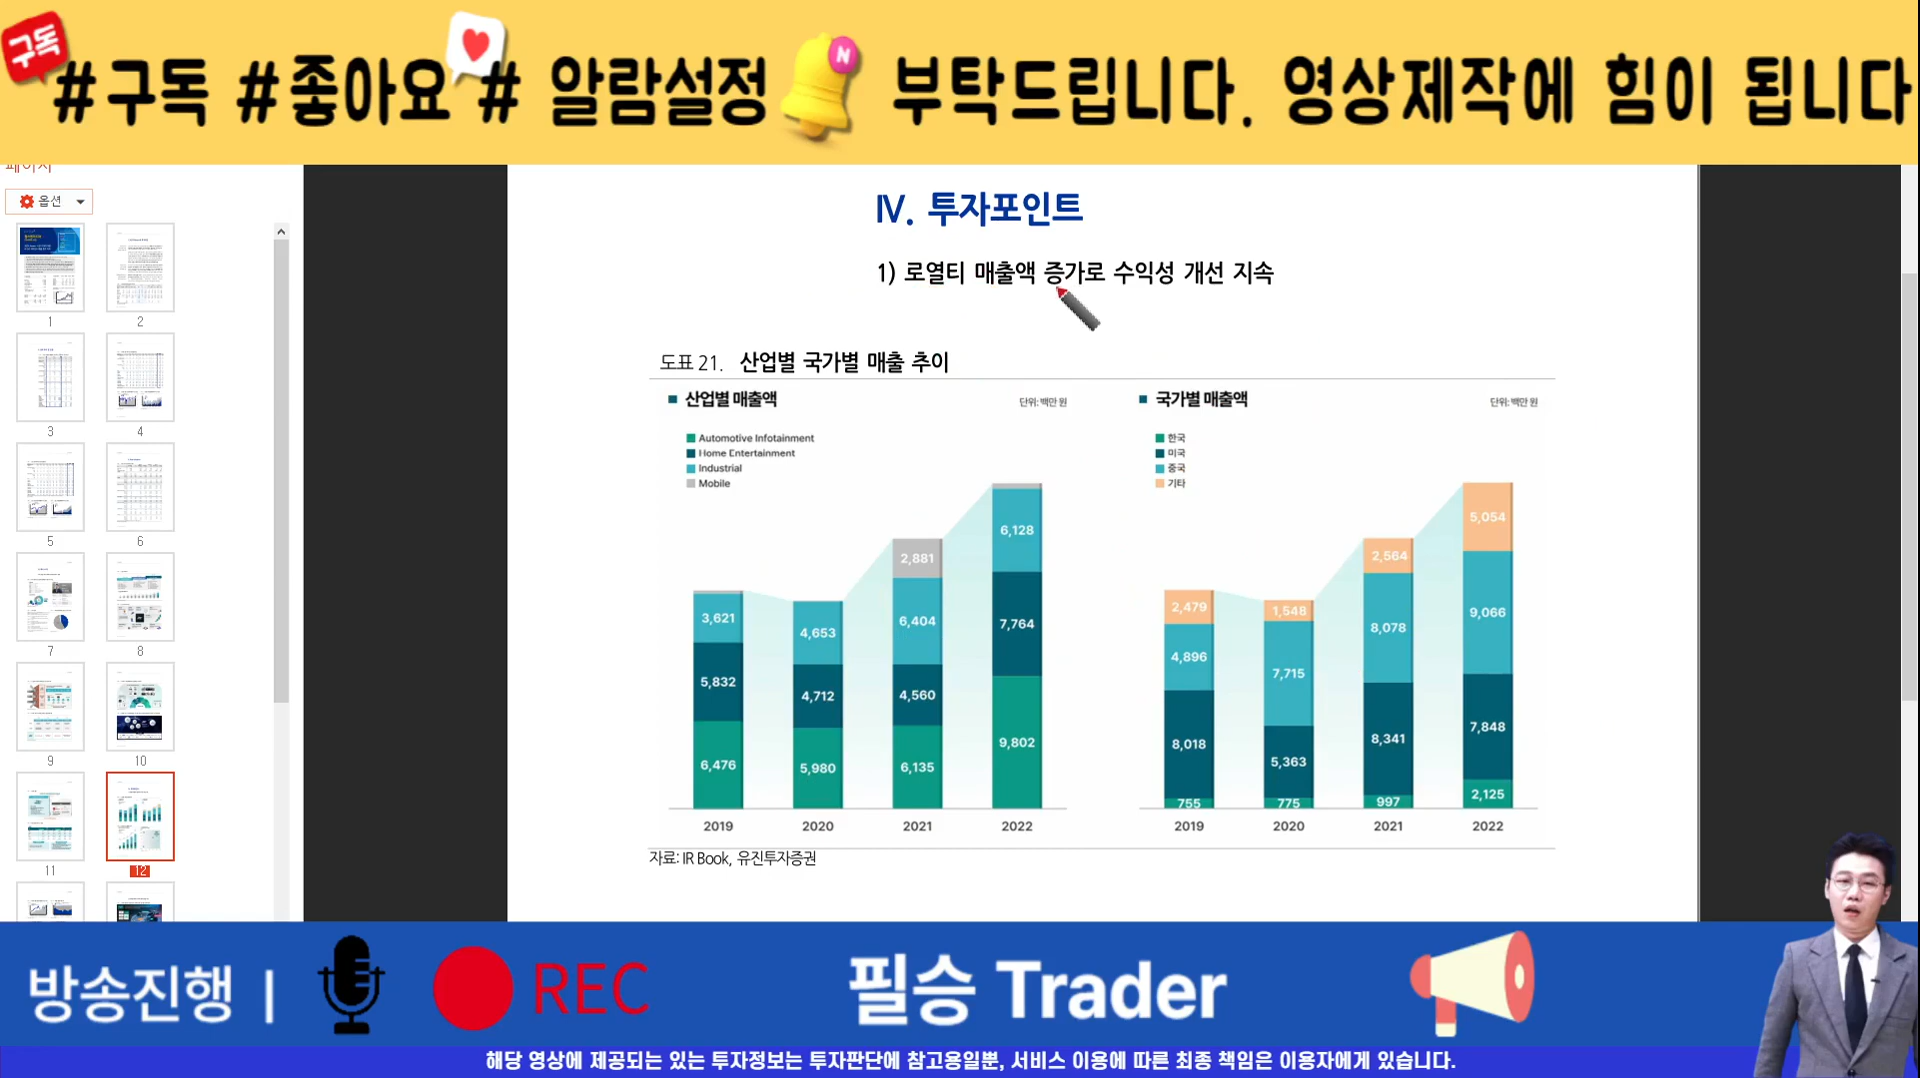 구독
#구독 #좋아요 # 알람설정 N 부탁드립니다. 영상제작에 힘이 됩니다
옵션
1
2
3
4
5
6
7
8
9
10
11
12
Ⅳ. 투자포인트
1) 로열티 매출액 증가로 수익성 개선 지속
도표 21. 산업별 국가별 매출 추이
산업별 매출액
단위: 백만 원
Automotive Infotainment
Home Entertainment
Industrial
Mobile
3,621
5,832
6,476
4,653
4,712
5,980
2,881
6,404
4,560
6,135
6,128
7,764
9,802
2019
2020
2021
2022
국가별 매출액
단위: 백만 원
한국
미국
중국
기타
2,479
4,896
8,018
755
1,548
7,715
5,363
775
2,564
8,078
8,341
997
5,054
9,066
7,848
2,125
2019
2020
2021
2022
자료: IR Book, 유진투자증권
방송진행 |
REC
필승 Trader
해당 영상에 제공되는 있는 투자정보는 투자판단에 참고용일뿐, 서비스 이용에 따른 최종 책임은 이용자에게 있습니다.